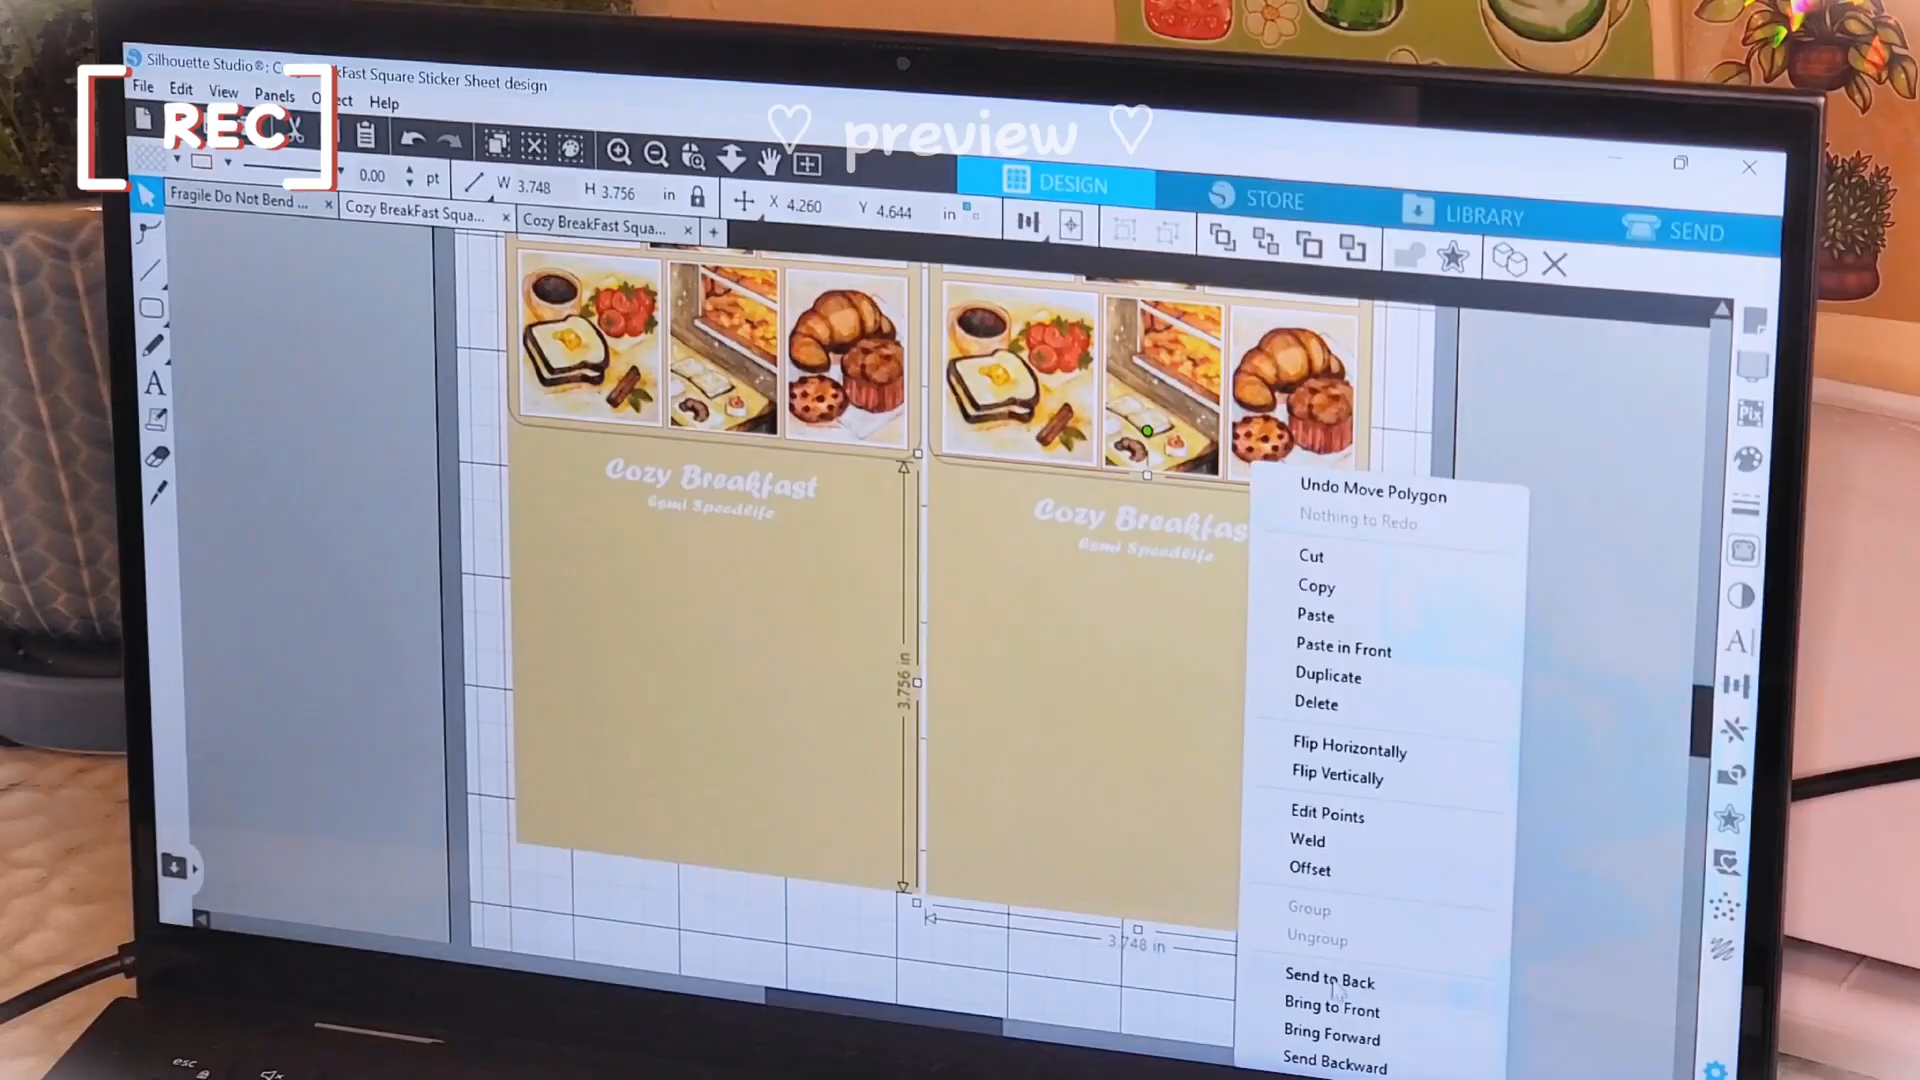 Silhouette Studio®: C
kFast Square Sticker Sheet design
REC
♡ preview ♡
File Edit View Panels O ect Help
0.00 pt W 3.748 H 3.756 in X 4.260 Y 4.644 in
DESIGN STORE LIBRARY SEND
Fragile Do Not Bend ... × Cozy BreakFast Squa... × Cozy BreakFast Squa... × +
Pix
A
A
Cozy Breakfast
Speedlife
Cozy Breakfas
Speedlife
3.756 in
3.748 in
Undo Move Polygon
Nothing to Redo
Cut
Copy
Paste
Paste in Front
Duplicate
Delete
Flip Horizontally
Flip Vertically
Edit Points
Weld
Offset
Group
Ungroup
Send to Back
Bring to Front
Bring Forward
Send Backward
esc